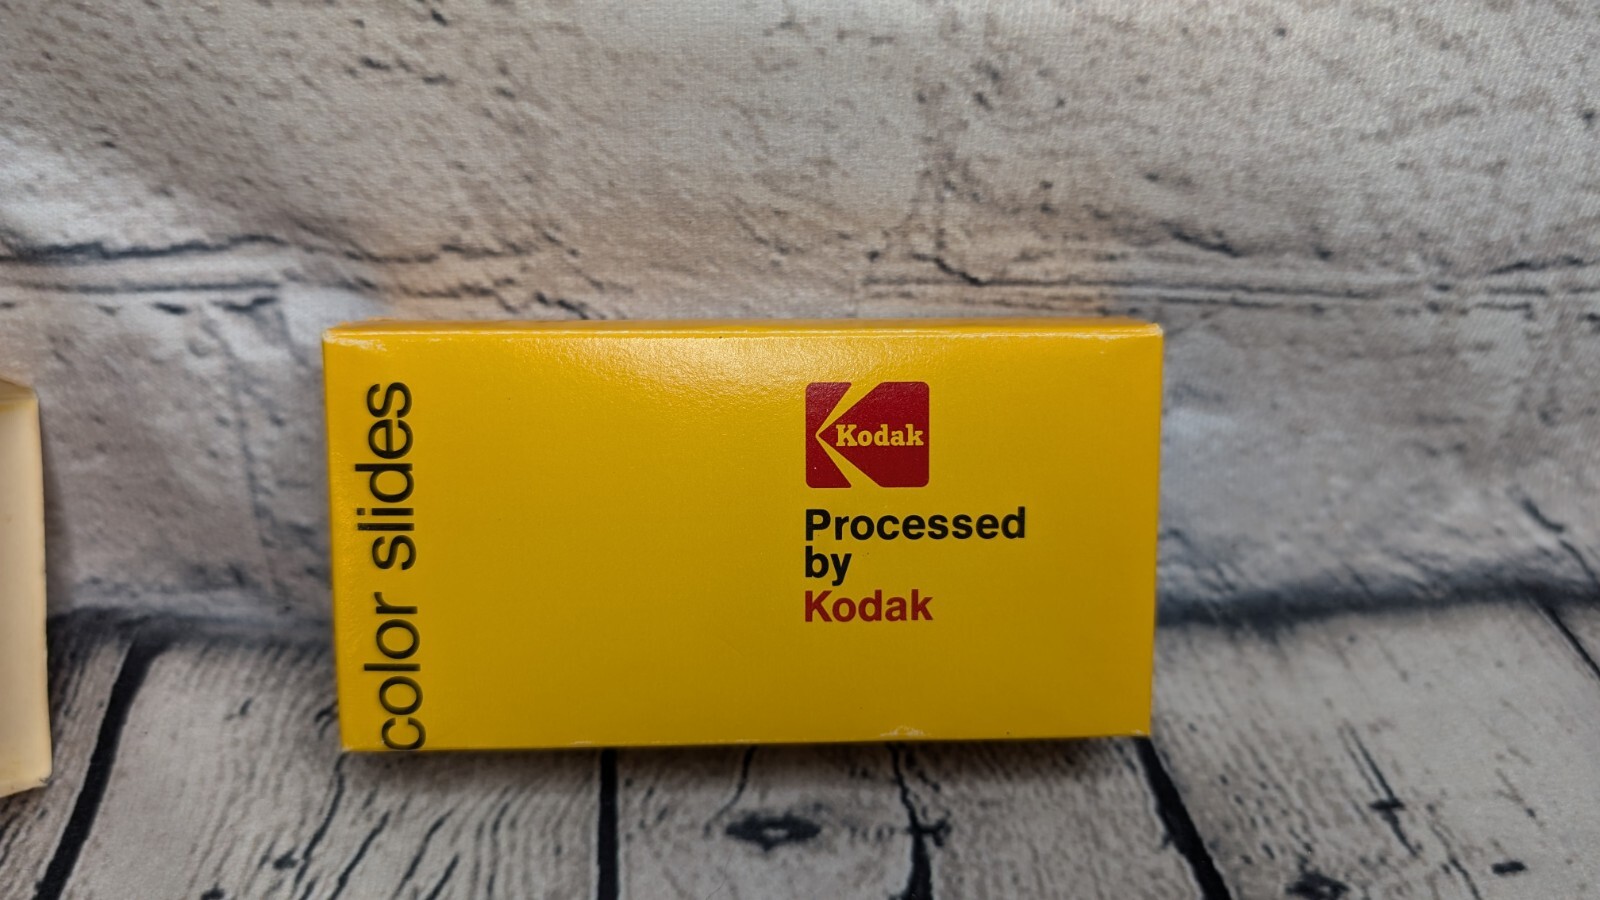 color slides
Kodak
Processed
by
Kodak